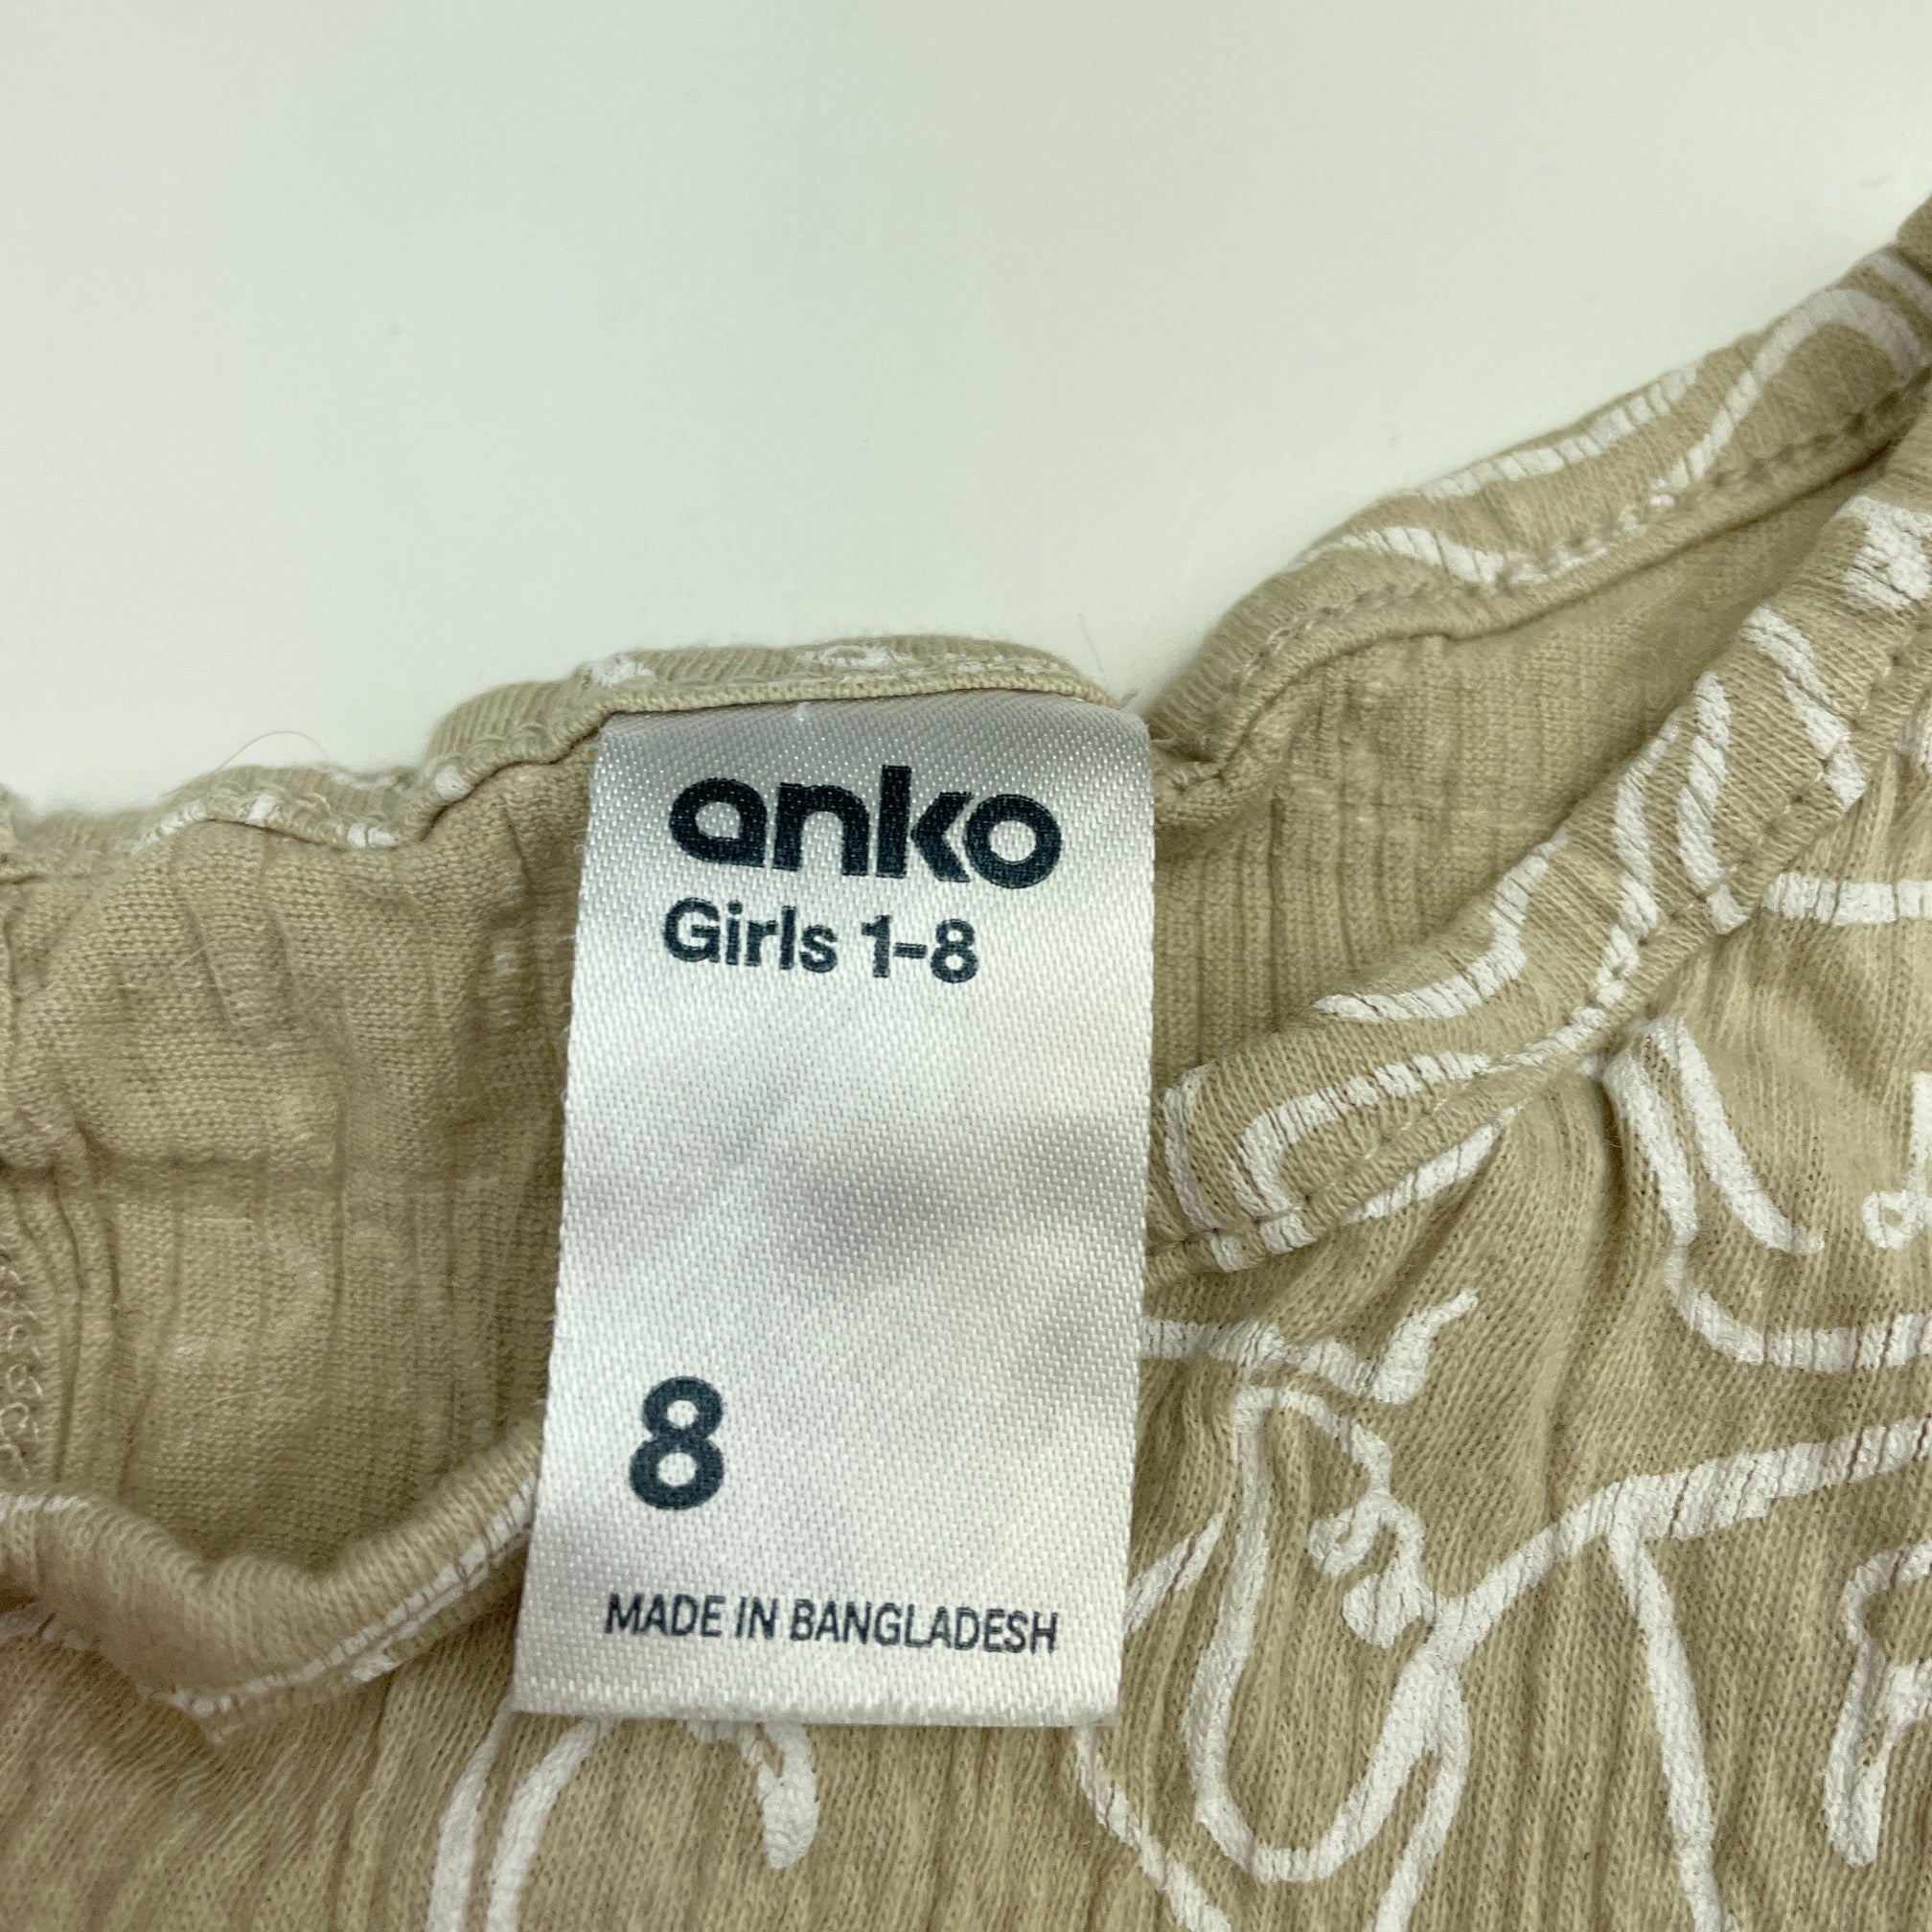 anko
Girls 1-8
8
MADE IN BANGLADESH